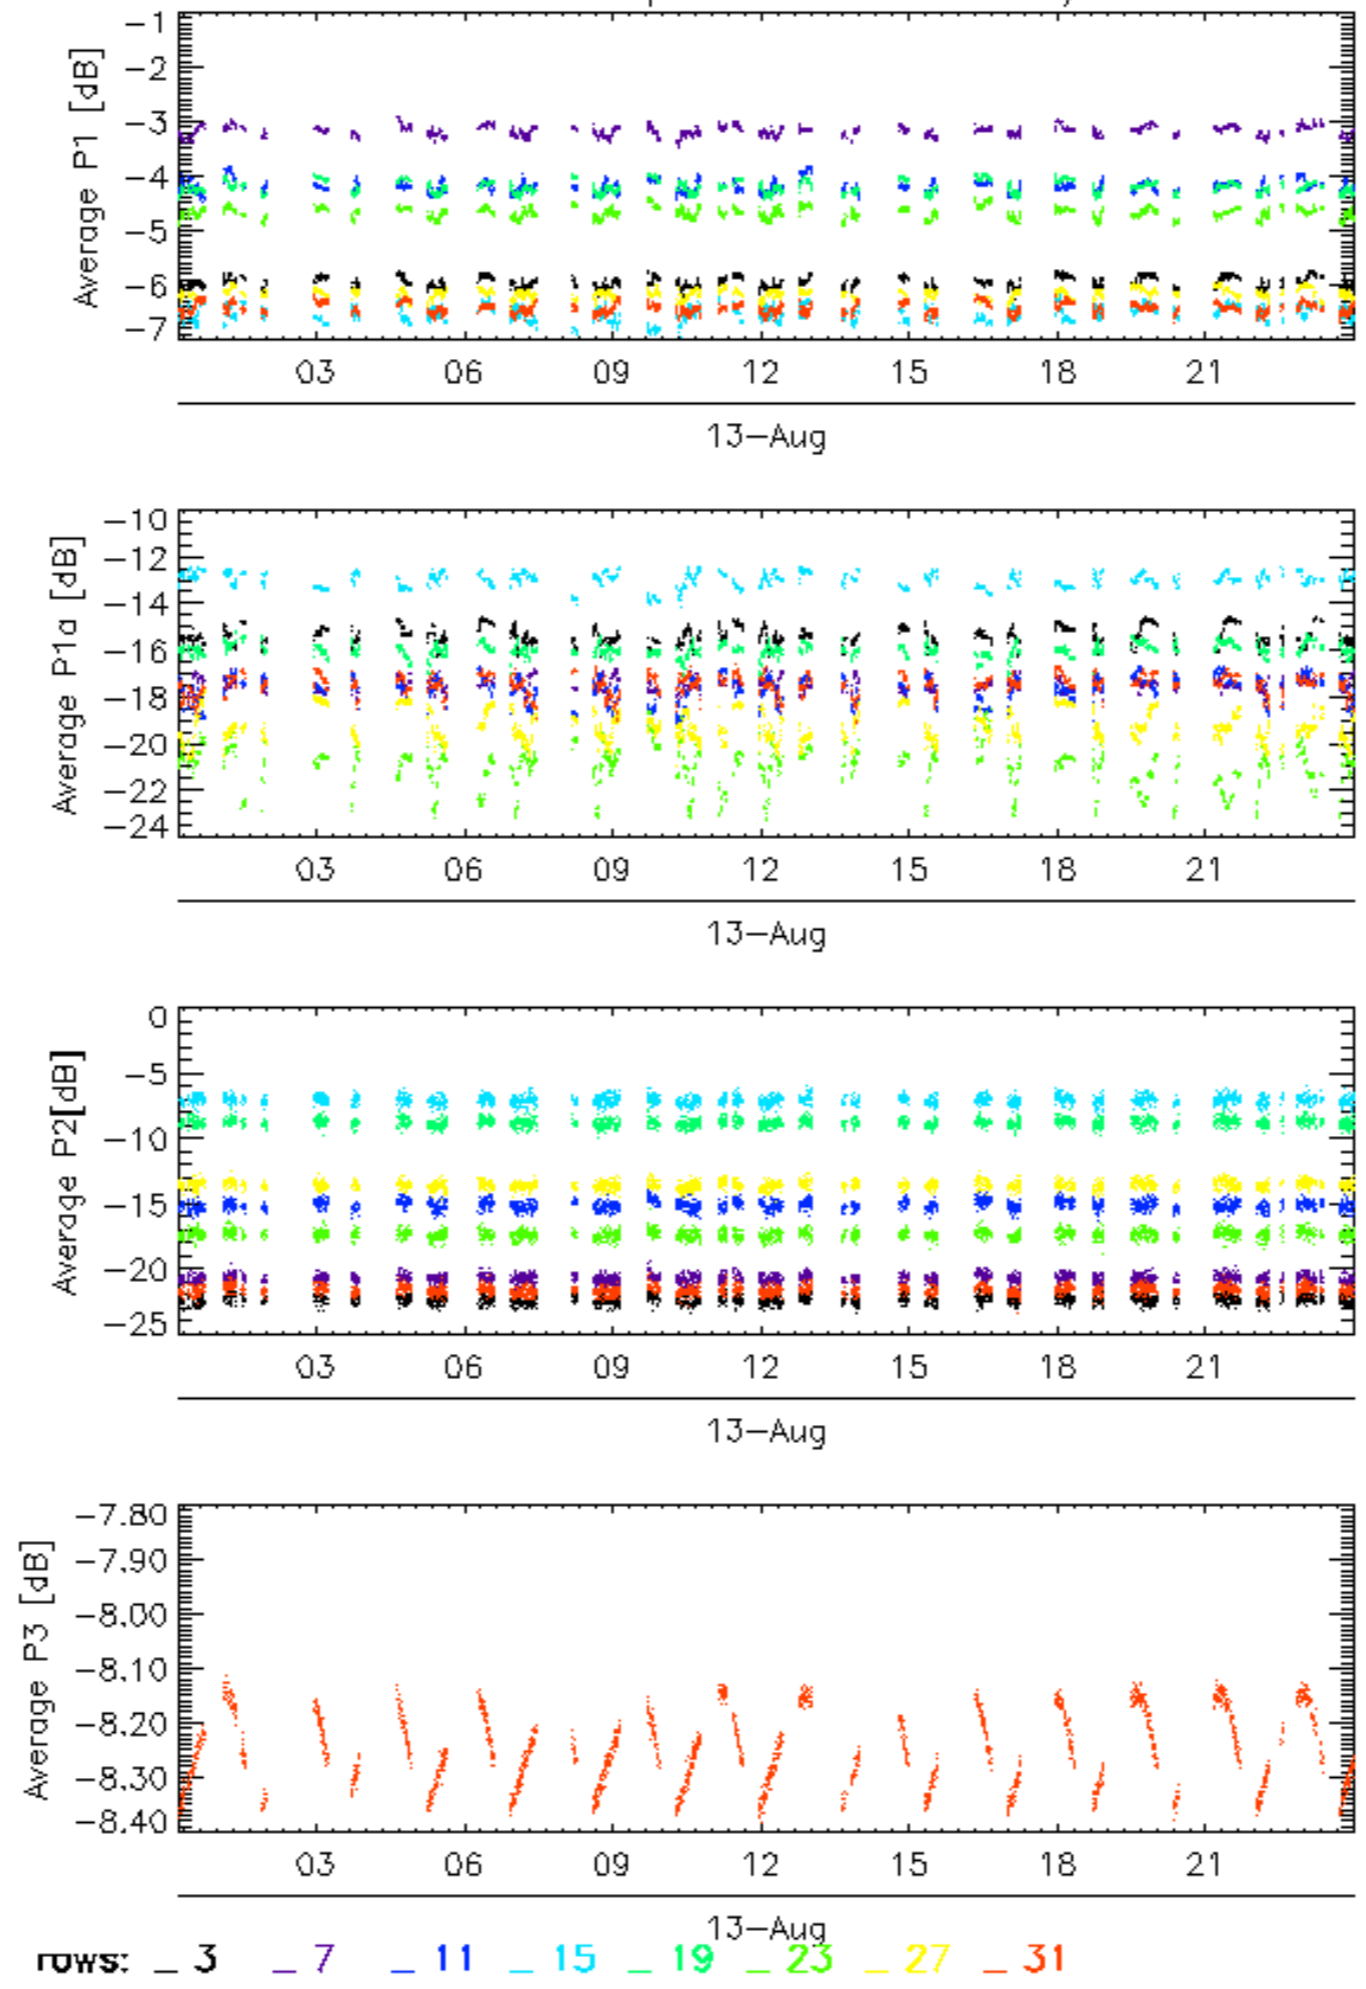 Average P1 [dB]
−1
−2
−3
−4
−5
−6
−7
03 06 09 12 15 18 21
13−Aug
Average P1a [dB]
−10
−12
−14
−16
−18
−20
−22
−24
03 06 09 12 15 18 21
13−Aug
Average P2[dB]
0
−5
−10
−15
−20
−25
03 06 09 12 15 18 21
13−Aug
Average P3 [dB]
−7.80
−7.90
−8.00
−8.10
−8.20
−8.30
−8.40
03 06 09 12 15 18 21
13−Aug
rows: _ 3 _ 7 _ 11 _ 15 _ 19 _ 23 _ 27 _ 31